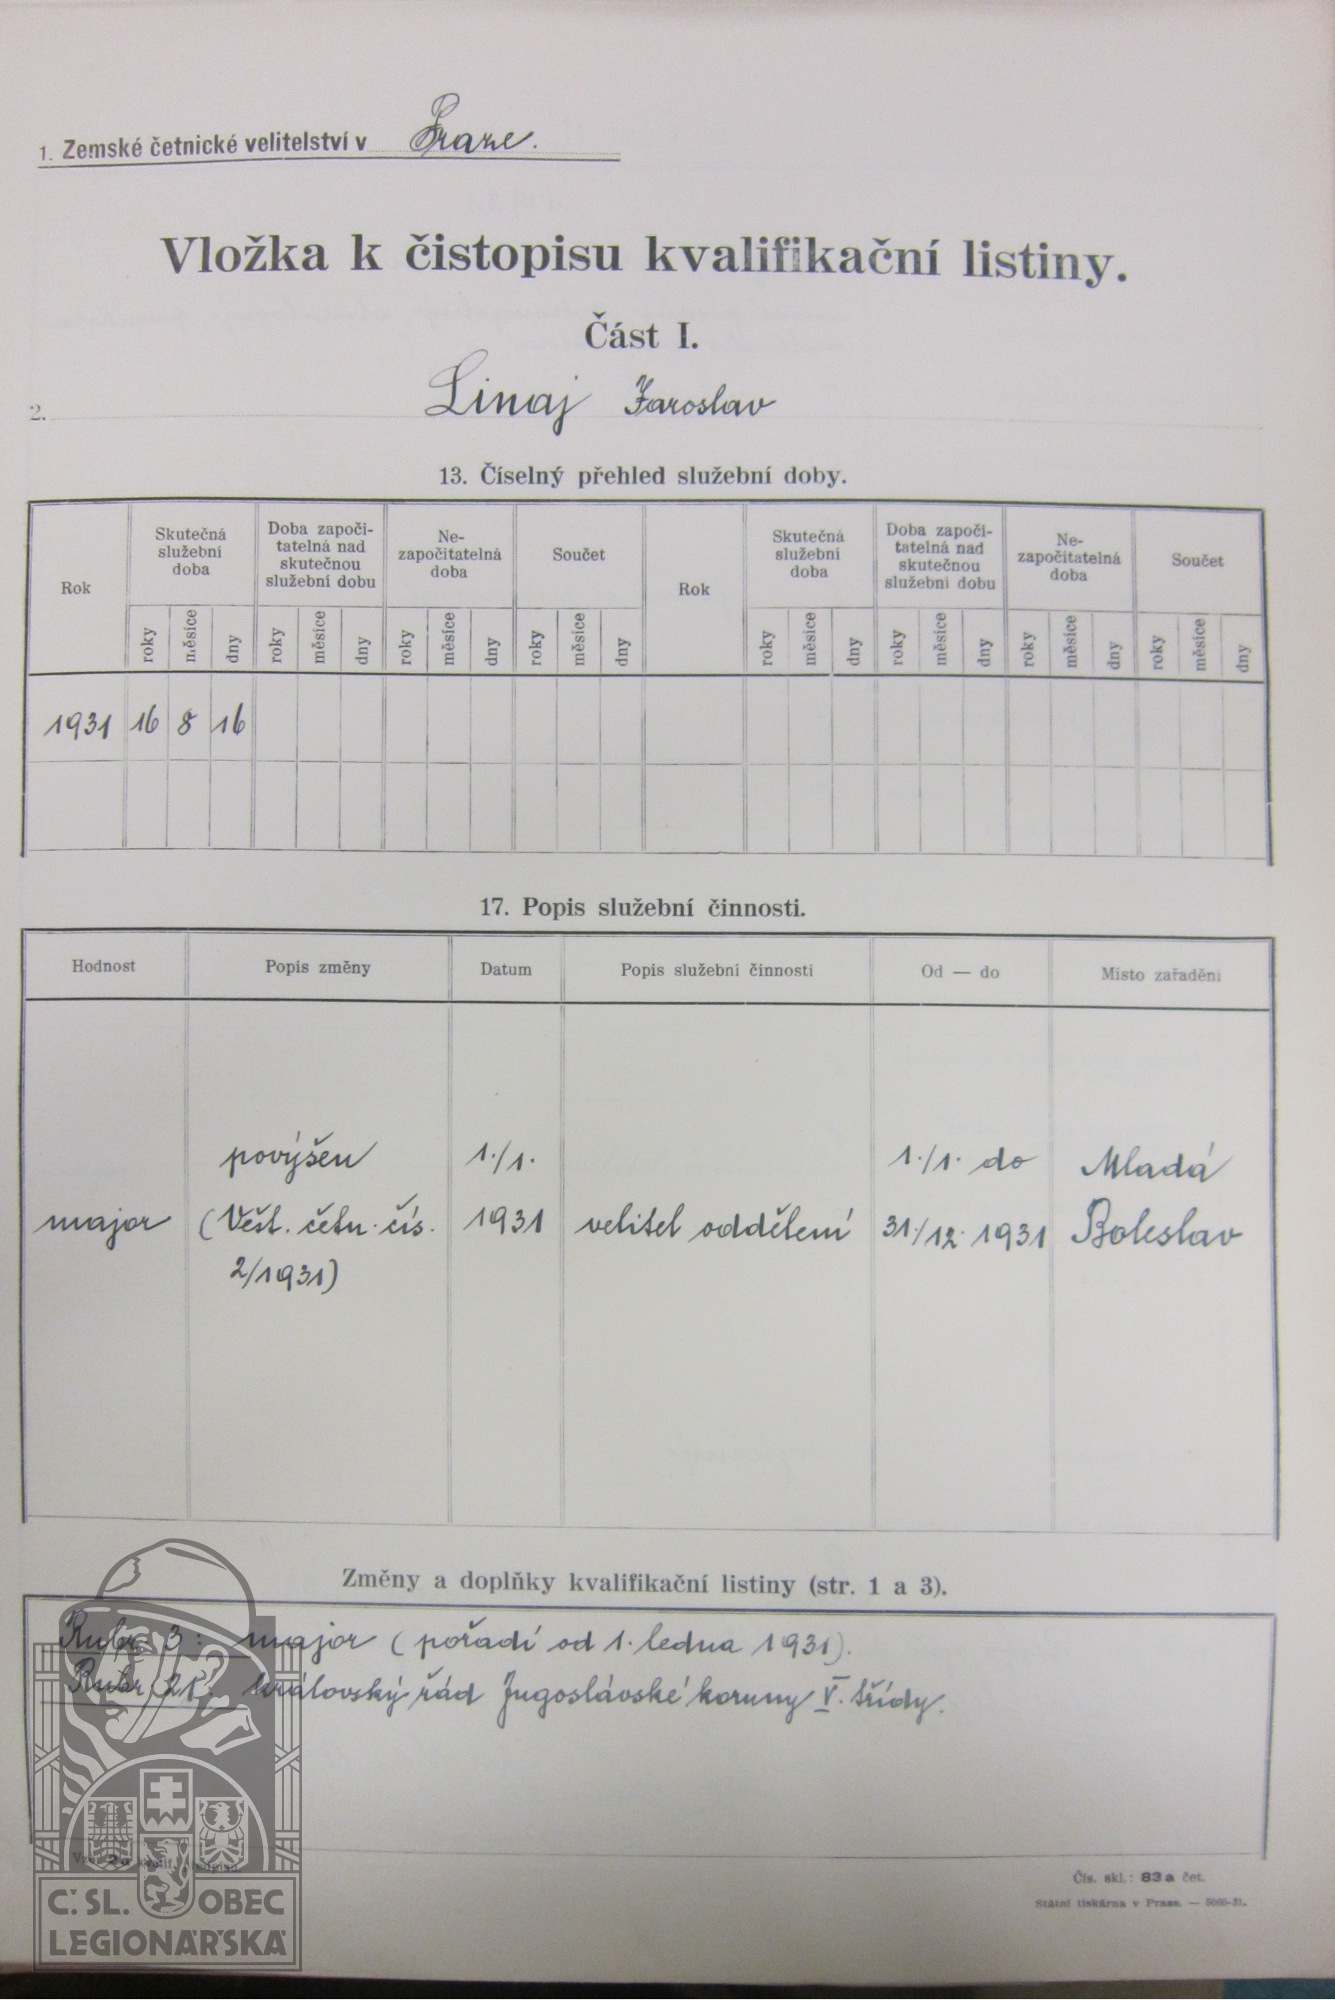 1. Zemské četnické velitelství v Praze.
Vložka k čistopisu kvalifikační listiny.
Část I.
2. Linaj Jaroslav
13. Číselný přehled služební doby.
Rok
Skutečná služební doba
Doba započitatelná nad skutečnou služební dobu
Nezapočitatelná doba
Součet
Rok
Skutečná služební doba
Doba započitatelná nad skutečnou služební dobu
Nezapočitatelná doba
Součet
roky měsíce dny roky měsíce dny roky měsíce dny roky měsíce dny roky měsíce dny roky měsíce dny roky měsíce dny roky měsíce dny
1931 16 8 16
17. Popis služební činnosti.
Hodnost Popis změny Datum Popis služební činnosti Od — do Místo zařadění
povýšen 1./1. 1./1. do Mladá
major (Věst. četn. čís. 1931 velitel oddělení 31./12. 1931 Boleslav
2/1931)
Změny a doplňky kvalifikační listiny (str. 1 a 3).
Rubr. 3: major (pořadí od 1. ledna 1931).
Rubr. 21: královský řád Jugoslávské koruny V. třídy.
Čís. skl.: 83a čet.
Státní tiskárna v Praze. — 5860-31.
Č. SL. OBEC
LEGIONÁŘSKÁ